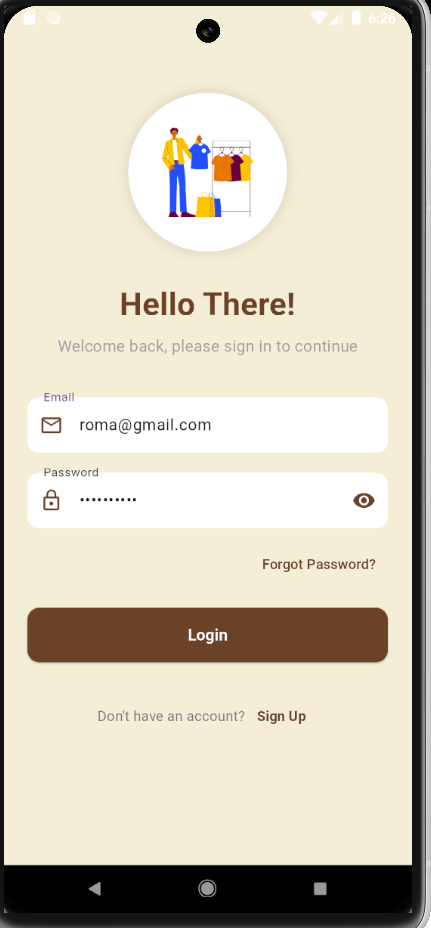 6:26
Hello There!
Welcome back, please sign in to continue
Email
roma@gmail.com
Password
••••••••••
Forgot Password?
Login
Don't have an account? Sign Up